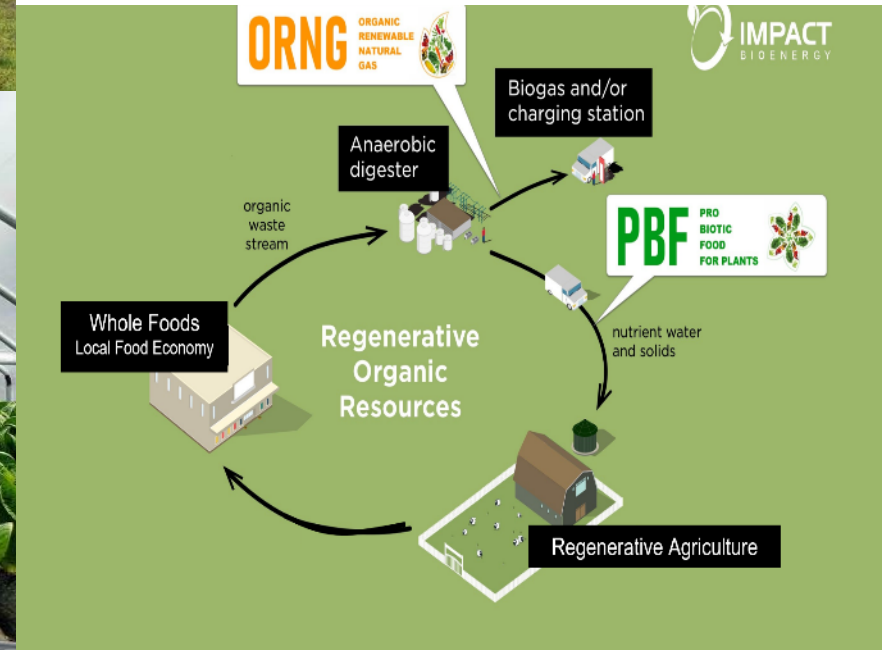 ORNG
ORGANIC
RENEWABLE
NATURAL
GAS
IMPACT
BIOENERGY
Biogas and/or
charging station
Anaerobic
digester
organic
waste
stream
PBF
PRO
BIOTIC
FOOD
FOR PLANTS
Whole Foods
Local Food Economy
Regenerative
Organic
Resources
nutrient water
and solids
Regenerative Agriculture